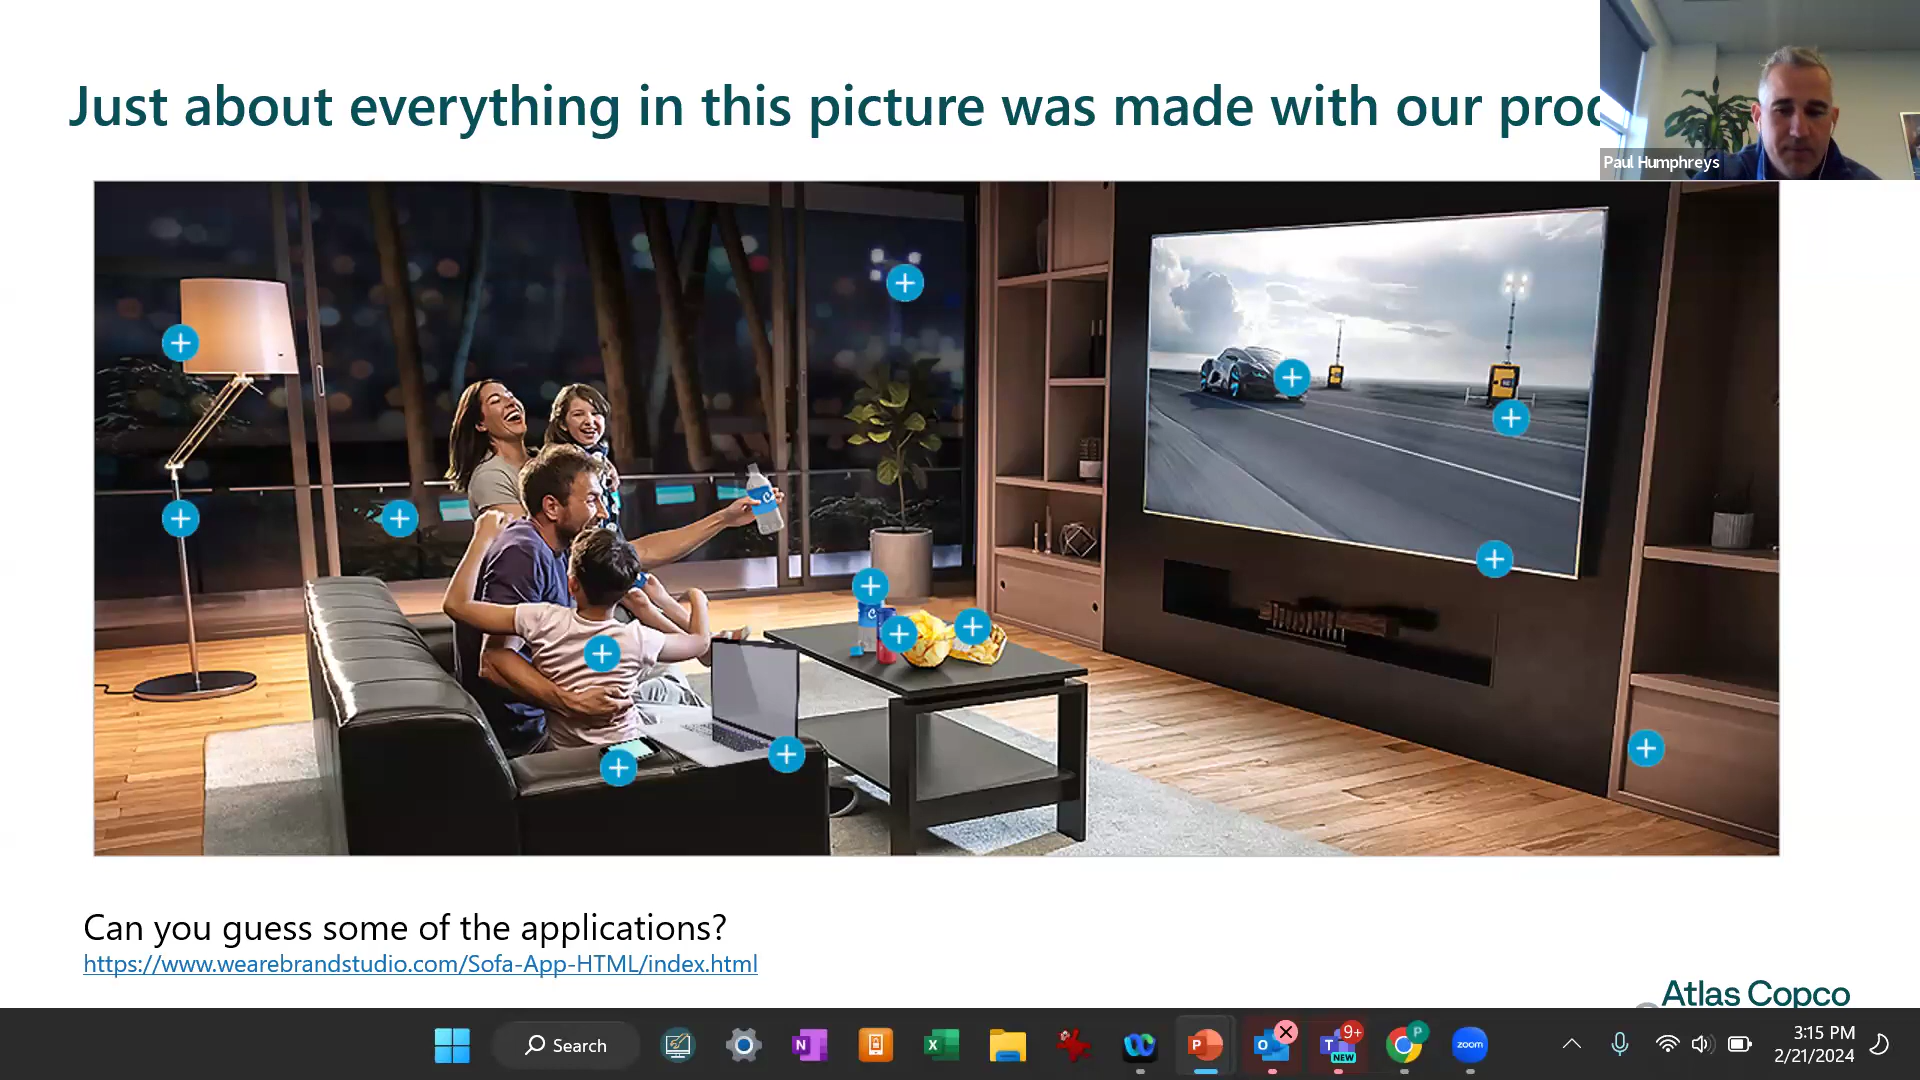 Just about everything in this picture was made with our proc
Paul Humphreys
Can you guess some of the applications?
https://www.wearebrandstudio.com/Sofa-App-HTML/index.html
Atlas Copco
Search
9+
NEW
P
zoom
3:15 PM
2/21/2024